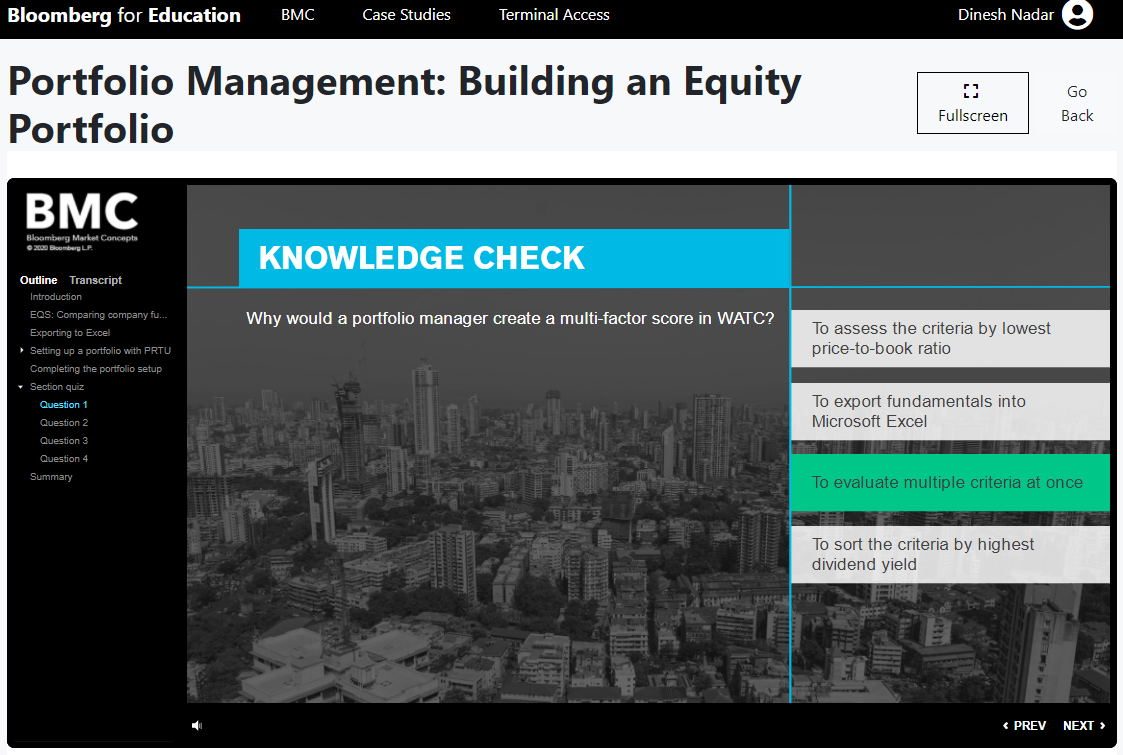 Bloomberg for Education BMC Case Studies Terminal Access Dinesh Nadar
Portfolio Management: Building an Equity
Portfolio
Fullscreen
Go
Back
BMC
Bloomberg Market Concepts
© 2020 Bloomberg L.P.
Outline Transcript
Introduction
EQS: Comparing company fu...
Exporting to Excel
Setting up a portfolio with PRTU
Completing the portfolio setup
Section quiz
Question 1
Question 2
Question 3
Question 4
Summary
KNOWLEDGE CHECK
Why would a portfolio manager create a multi-factor score in WATC?
To assess the criteria by lowest
price-to-book ratio
To export fundamentals into
Microsoft Excel
To evaluate multiple criteria at once
To sort the criteria by highest
dividend yield
PREV NEXT